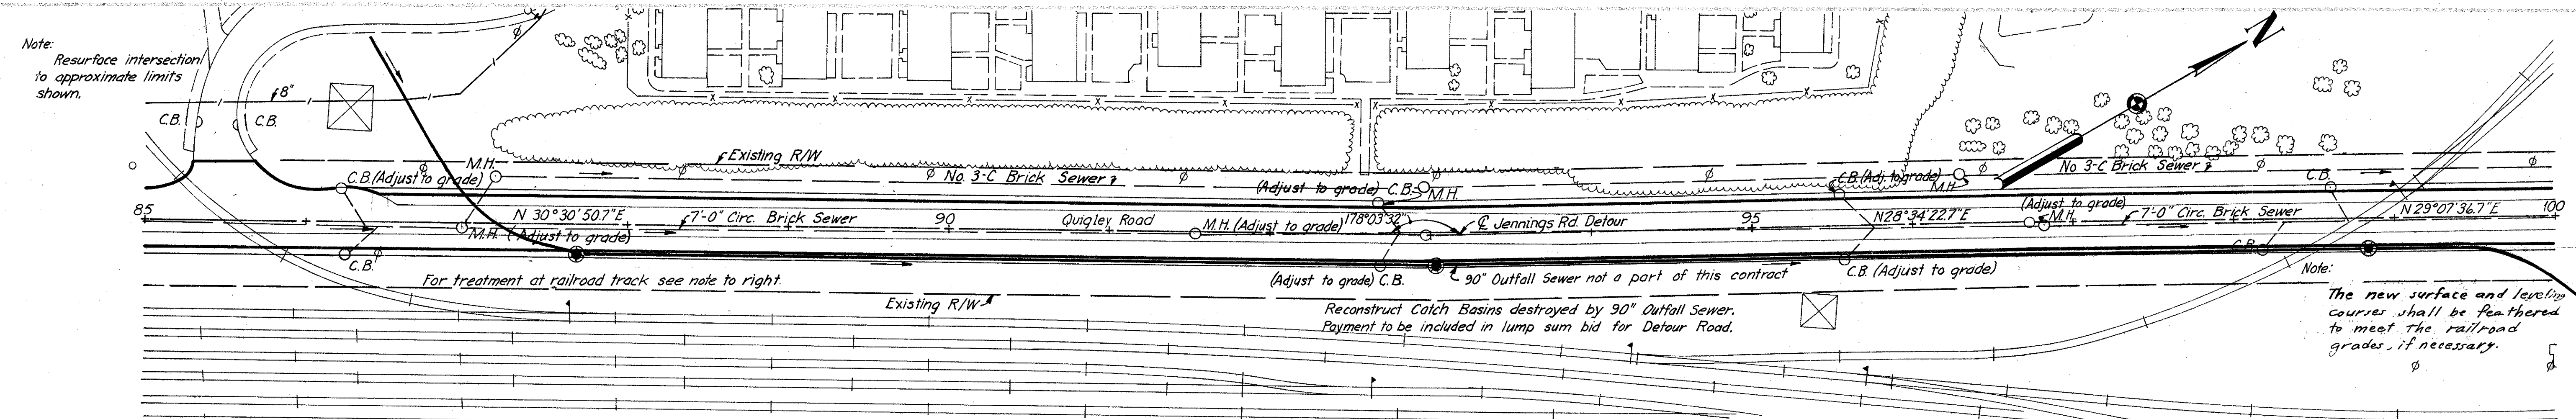 Note:
Resurface intersection
to approximate limits
shown.
8"
C.B.
C.B.
N
Existing R/W
M.H.
C.B. (Adjust to grade)
No. 3-C Brick Sewer
(Adjust to grade) C.B.
M.H.
C.B. (Adj. to grade)
M.H.
No 3-C Brick Sewer
C.B.
85
N 30°30'50.7"E
7'-0" Circ. Brick Sewer
90
Quigley Road
M.H. (Adjust to grade)
178°03'32"
℄ Jennings Rd. Detour
95
N28°34'22.7"E
(Adjust to grade)
M.H.
7'-0" Circ. Brick Sewer
N 29°07'36.7"E
100
M.H. (Adjust to grade)
C.B.
C.B.
For treatment at railroad track see note to right.
(Adjust to grade) C.B.
90" Outfall Sewer not a part of this contract
C.B. (Adjust to grade)
Existing R/W
Reconstruct Catch Basins destroyed by 90" Outfall Sewer.
Payment to be included in lump sum bid for Detour Road.
Note:
The new surface and leveling
courses shall be feathered
to meet the railroad
grades, if necessary.